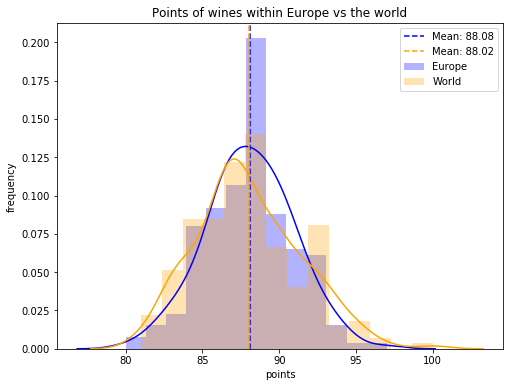 Points of wines within Europe vs the world
Mean: 88.08
Mean: 88.02
Europe
World
frequency
0.200
0.175
0.150
0.125
0.100
0.075
0.050
0.025
0.000
80
85
90
95
100
points